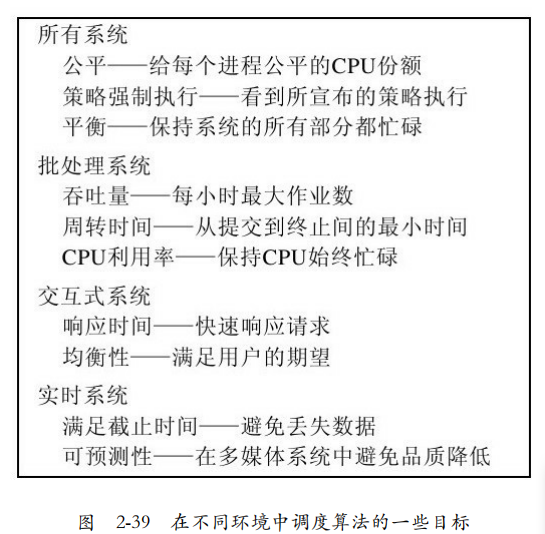 所有系统
公平——给每个进程公平的CPU份额
策略强制执行——看到所宣布的策略执行
平衡——保持系统的所有部分都忙碌
批处理系统
吞吐量——每小时最大作业数
周转时间——从提交到终止间的最小时间
CPU利用率——保持CPU始终忙碌
交互式系统
响应时间——快速响应请求
均衡性——满足用户的期望
实时系统
满足截止时间——避免丢失数据
可预测性——在多媒体系统中避免品质降低
图 2-39 在不同环境中调度算法的一些目标